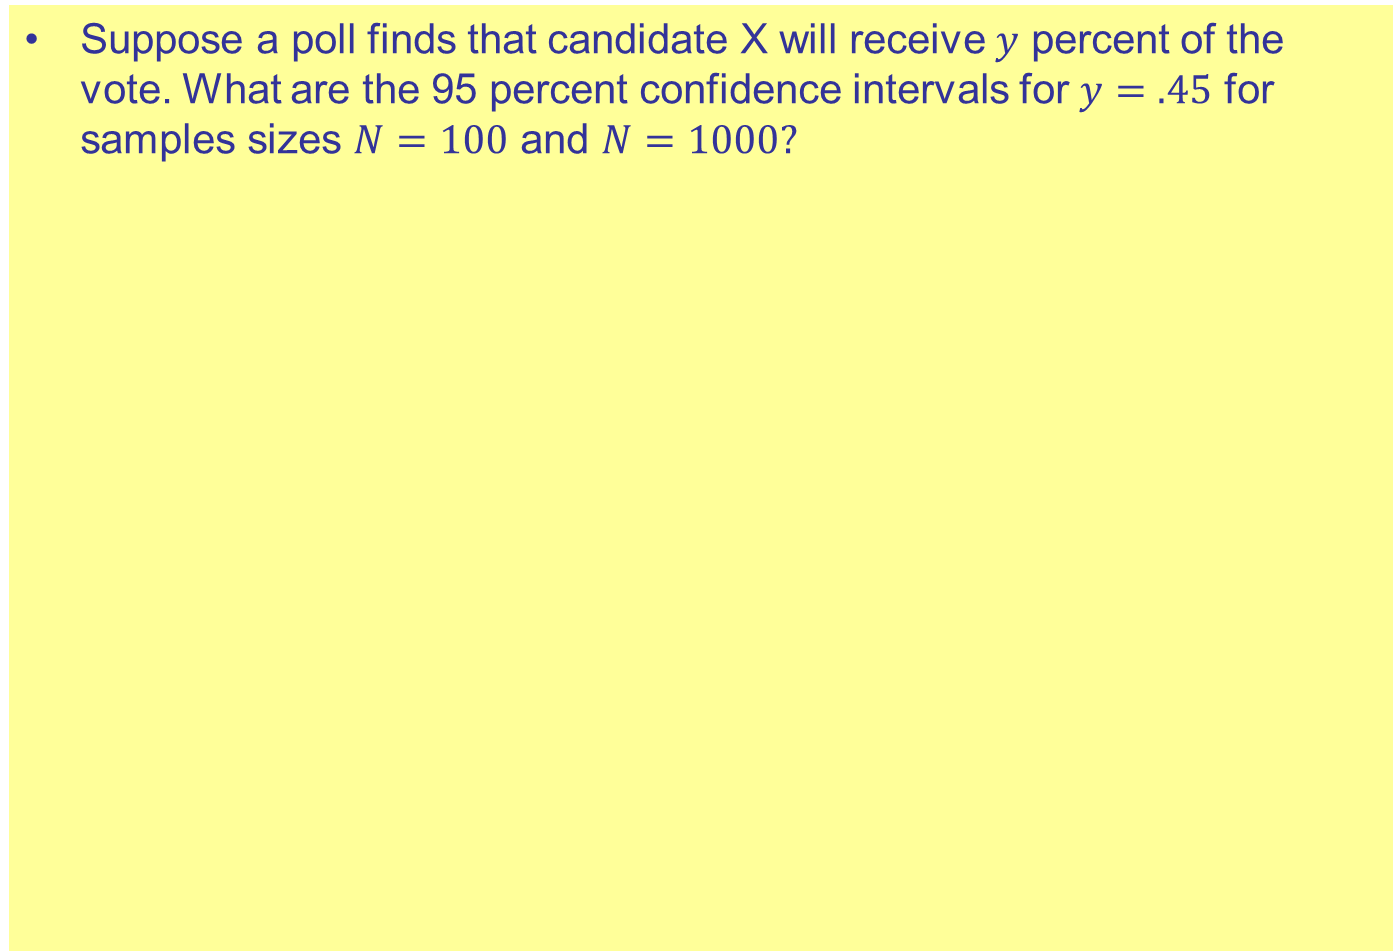 • Suppose a poll finds that candidate X will receive y percent of the
vote. What are the 95 percent confidence intervals for y = .45 for
samples sizes N = 100 and N = 1000?